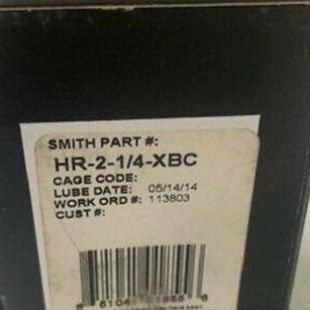 SMITH PART #:
HR-2-1/4-XBC
CAGE CODE:
LUBE DATE: 05/14/14
WORK ORD #: 113803
CUST #: